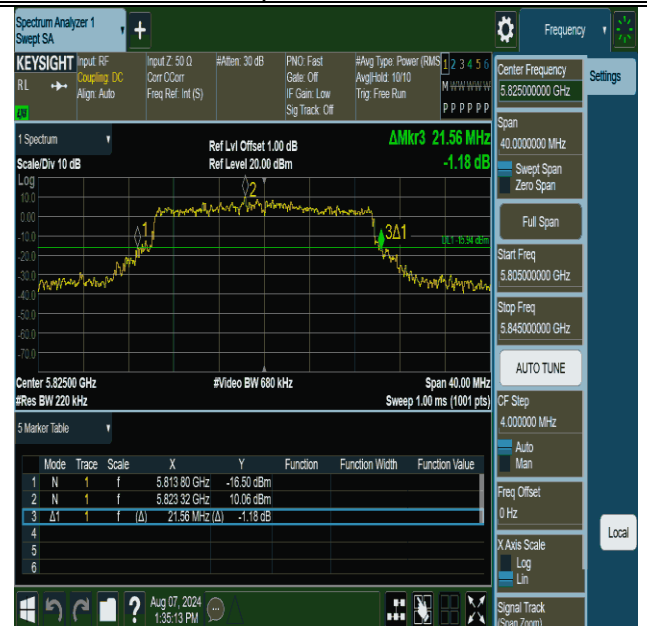 Spectrum Analyzer 1
Swept SA
+
Frequency
KEYSIGHT
RL
LXI
Input: RF
Coupling: DC
Align: Auto
Input Z: 50 Ω
Corr CCorr
Freq Ref: Int (S)
#Atten: 30 dB
PNO: Fast
Gate: Off
IF Gain: Low
Sig Track: Off
#Avg Type: Power (RMS
Avg|Hold: 10/10
Trig: Free Run
1 2 3 4 5 6
M W W W W W
P P P P P P
Center Frequency
5.825000000 GHz
Settings
Span
40.0000000 MHz
Swept Span
Zero Span
Full Span
Start Freq
5.805000000 GHz
Stop Freq
5.845000000 GHz
AUTO TUNE
CF Step
4.000000 MHz
Auto
Man
Freq Offset
0 Hz
X Axis Scale
Log
Lin
Signal Track
(Span Zoom)
Local
1 Spectrum
Scale/Div 10 dB
Ref Lvl Offset 1.00 dB
Ref Level 20.00 dBm
ΔMkr3 21.56 MHz
-1.18 dB
Log
10.0
0.00
-10.0
-20.0
-30.0
-40.0
-50.0
-60.0
-70.0
1
2
3Δ1
DL1 -15.94 dBm
Center 5.82500 GHz
#Video BW 680 kHz
Span 40.00 MHz
#Res BW 220 kHz
Sweep 1.00 ms (1001 pts)
5 Marker Table
Mode Trace Scale X Y Function Function Width Function Value
1 N 1 f 5.813 80 GHz -16.50 dBm
2 N 1 f 5.823 32 GHz 10.06 dBm
3 Δ1 1 f (Δ) 21.56 MHz (Δ) -1.18 dB
4
5
6
?
Aug 07, 2024
1:35:13 PM